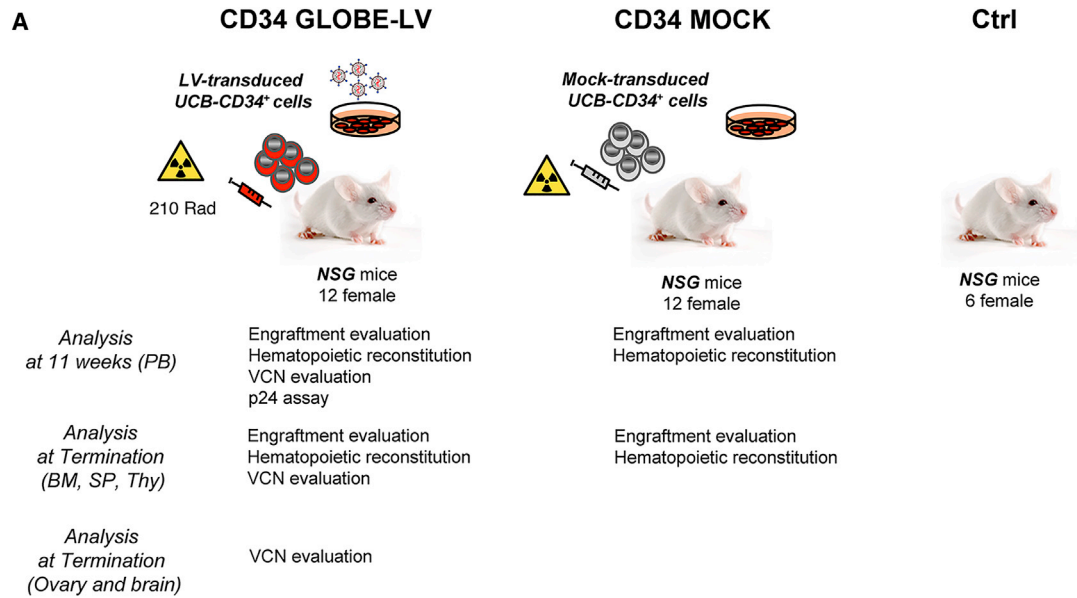 A
CD34 GLOBE-LV
CD34 MOCK
Ctrl
LV-transduced
UCB-CD34⁺ cells
Mock-transduced
UCB-CD34⁺ cells
210 Rad
NSG mice
12 female
NSG mice
12 female
NSG mice
6 female
Analysis
at 11 weeks (PB)
Engraftment evaluation
Hematopoietic reconstitution
VCN evaluation
p24 assay
Engraftment evaluation
Hematopoietic reconstitution
Analysis
at Termination
(BM, SP, Thy)
Engraftment evaluation
Hematopoietic reconstitution
VCN evaluation
Engraftment evaluation
Hematopoietic reconstitution
Analysis
at Termination
(Ovary and brain)
VCN evaluation